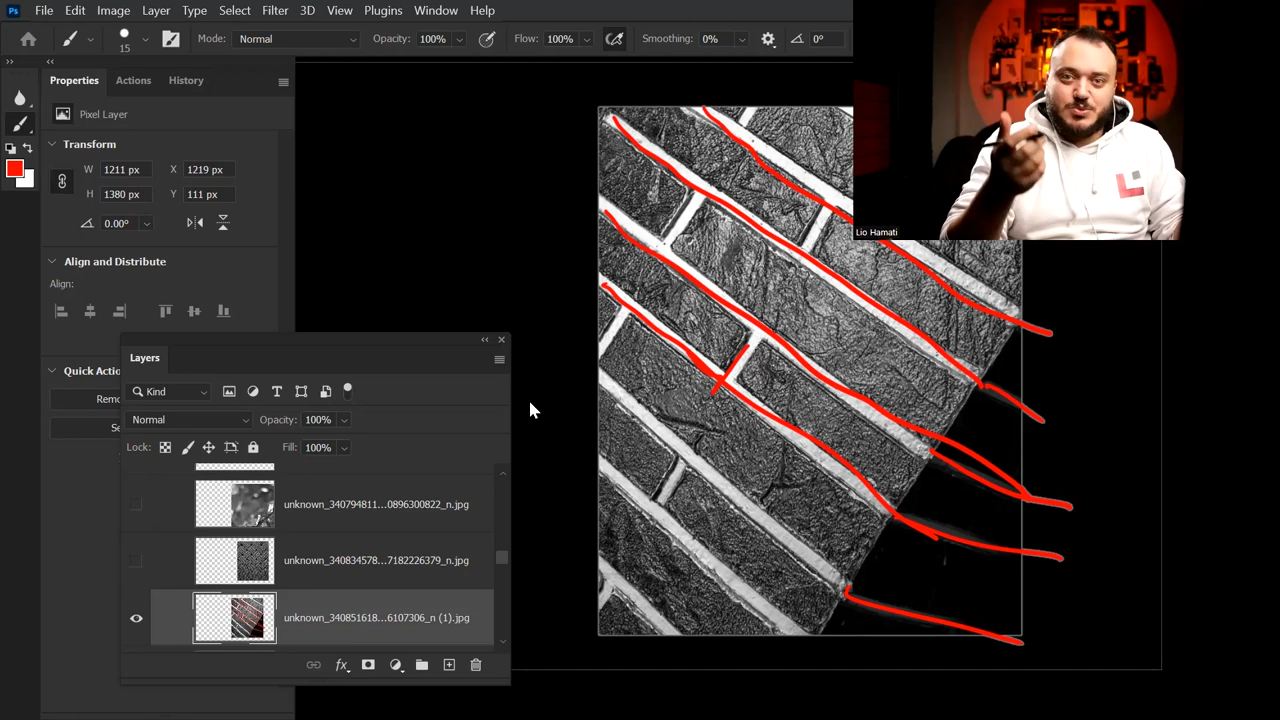 Ps File Edit Image Layer Type Select Filter 3D View Plugins Window Help
15 Mode: Normal Opacity: 100% Flow: 100% Smoothing: 0% 0°
Properties Actions History
Pixel Layer
Transform
W 1211 px X 1219 px
H 1380 px Y 111 px
0.00°
Align and Distribute
Align:
Quick Actio
Remo
Se
Layers
Kind
Normal Opacity: 100%
Lock: Fill: 100%
unknown_340794811...0896300822_n.jpg
unknown_340834578...7182226379_n.jpg
unknown_340851618...6107306_n (1).jpg
fx
Lio Hamati